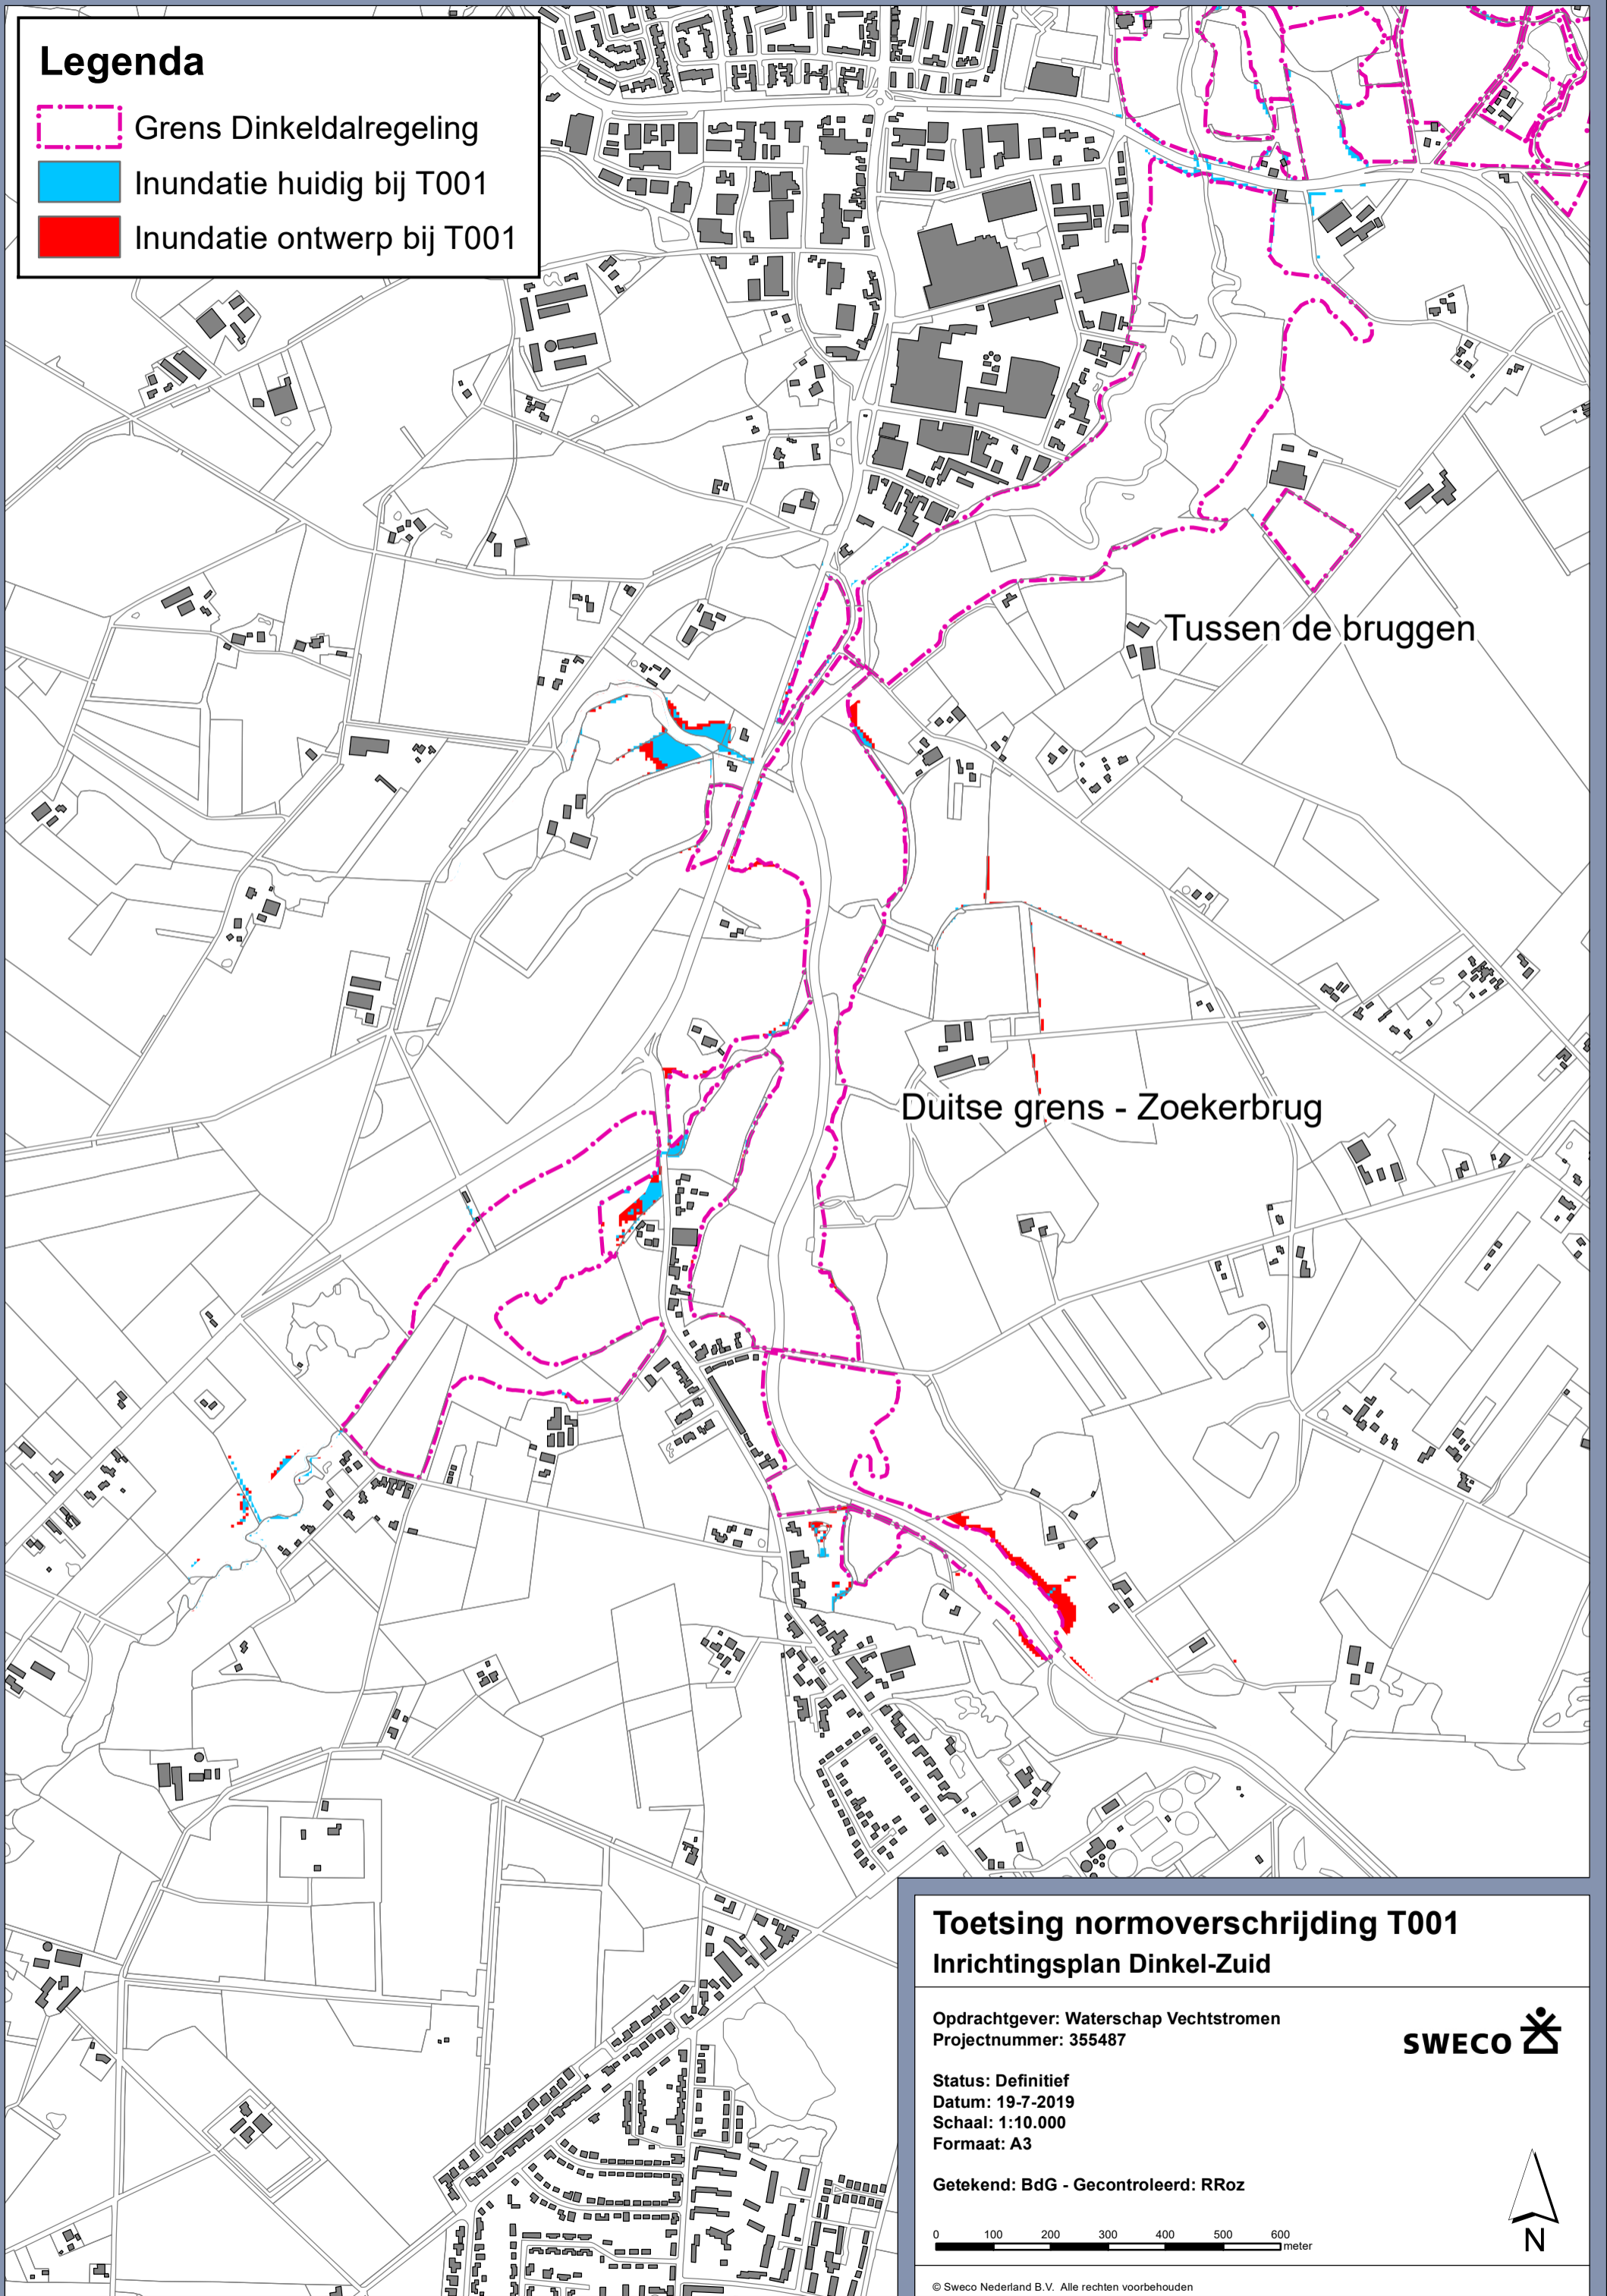 Legenda
Grens Dinkeldalregeling
Inundatie huidig bij T001
Inundatie ontwerp bij T001
Tussen de bruggen
Duitse grens - Zoekerbrug
Toetsing normoverschrijding T001
Inrichtingsplan Dinkel-Zuid
Opdrachtgever: Waterschap Vechtstromen
Projectnummer: 355487
SWECO
Status: Definitief
Datum: 19-7-2019
Schaal: 1:10.000
Formaat: A3
Getekend: BdG - Gecontroleerd: RRoz
0 100 200 300 400 500 600
meter
N
© Sweco Nederland B.V. Alle rechten voorbehouden